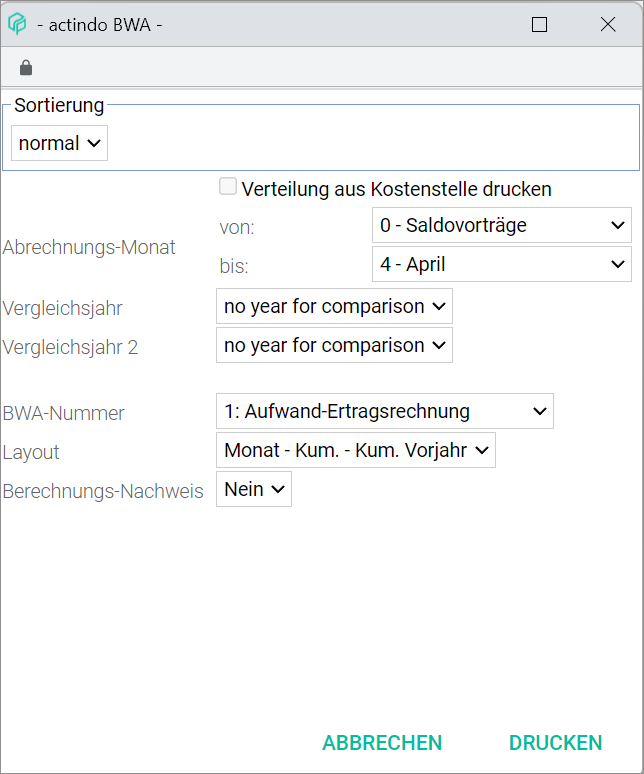 - actindo BWA -
Sortierung
normal
Verteilung aus Kostenstelle drucken
Abrechnungs-Monat
von:
0 - Saldovorträge
bis:
4 - April
Vergleichsjahr
no year for comparison
Vergleichsjahr 2
no year for comparison
BWA-Nummer
1: Aufwand-Ertragsrechnung
Layout
Monat - Kum. - Kum. Vorjahr
Berechnungs-Nachweis
Nein
ABBRECHEN
DRUCKEN